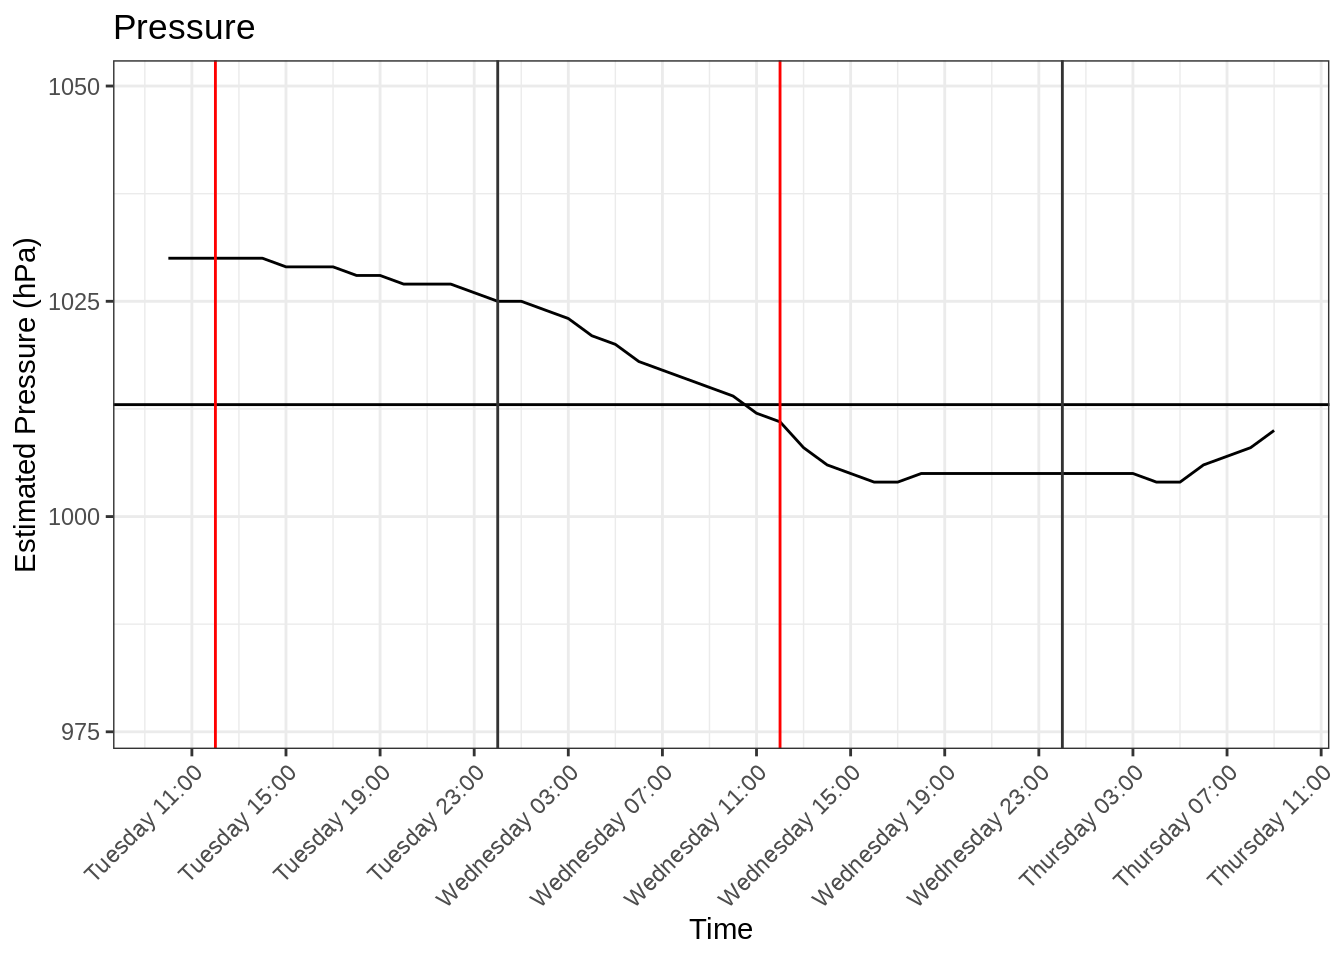 Pressure
Estimated Pressure (hPa)
1050
1025
1000
975
Tuesday 11:00
Tuesday 15:00
Tuesday 19:00
Tuesday 23:00
Wednesday 03:00
Wednesday 07:00
Wednesday 11:00
Wednesday 15:00
Wednesday 19:00
Wednesday 23:00
Thursday 03:00
Thursday 07:00
Thursday 11:00
Time